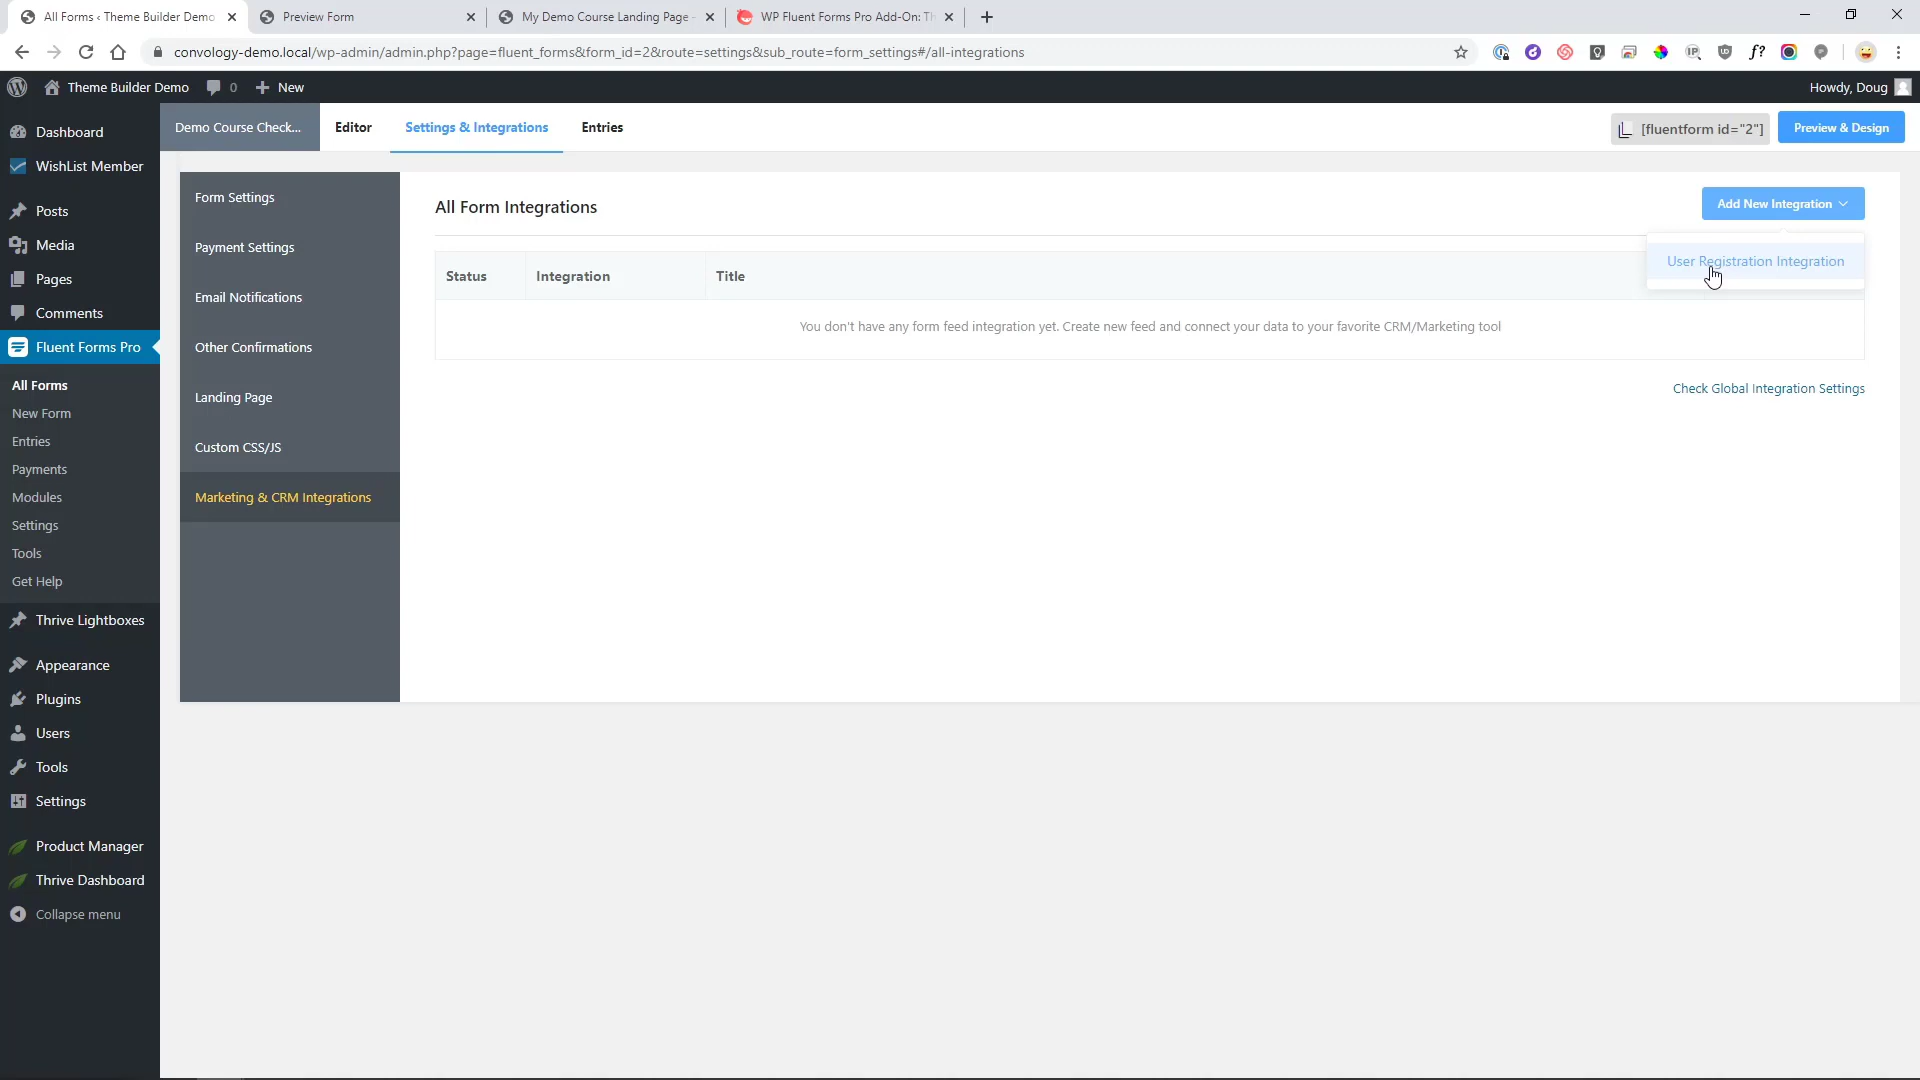 All Forms ‹ Theme Builder Demo
Preview Form
My Demo Course Landing Page -
WP Fluent Forms Pro Add-On: Th
convology-demo.local/wp-admin/admin.php?page=fluent_forms&form_id=2&route=settings&sub_route=form_settings#/all-integrations
Theme Builder Demo
0
New
Howdy, Doug
Dashboard
WishList Member
Posts
Media
Pages
Comments
Fluent Forms Pro
All Forms
New Form
Entries
Payments
Modules
Settings
Tools
Get Help
Thrive Lightboxes
Appearance
Plugins
Users
Tools
Settings
Product Manager
Thrive Dashboard
Collapse menu
Demo Course Check...
Editor
Settings & Integrations
Entries
[fluentform id="2"]
Preview & Design
Form Settings
Payment Settings
Email Notifications
Other Confirmations
Landing Page
Custom CSS/JS
Marketing & CRM Integrations
All Form Integrations
Add New Integration
User Registration Integration
Status
Integration
Title
You don't have any form feed integration yet. Create new feed and connect your data to your favorite CRM/Marketing tool
Check Global Integration Settings